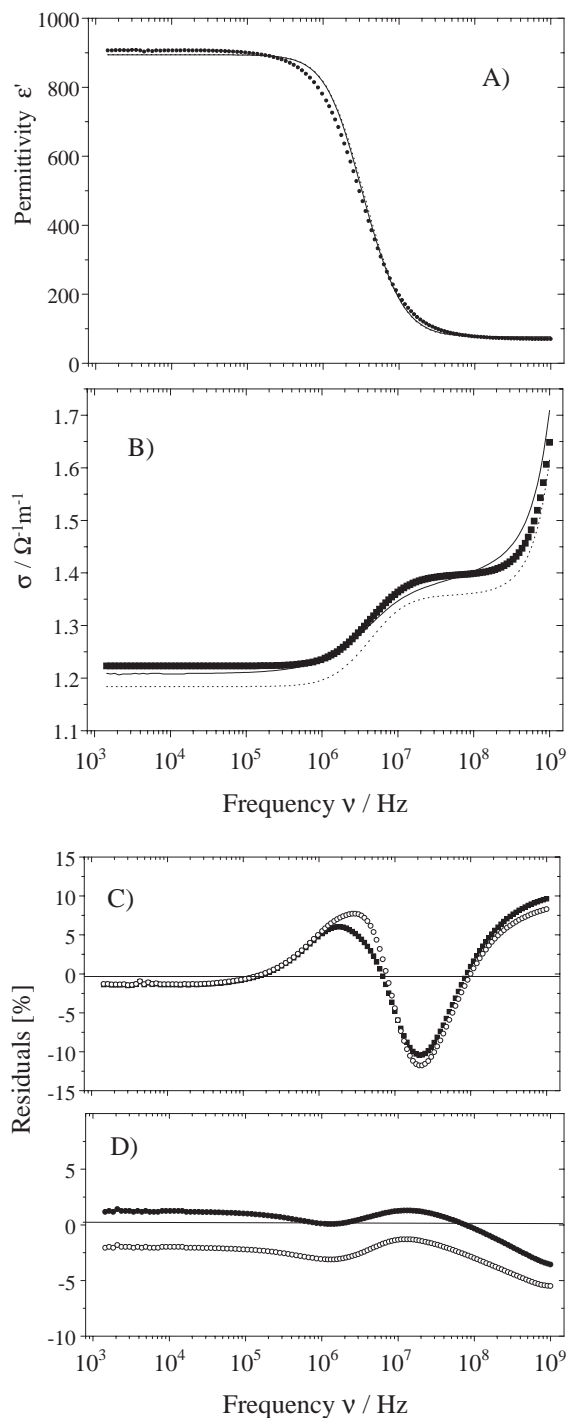 1000
800
600
400
200
0
Permittivity ε'
A)
1.7
1.6
1.5
1.4
1.3
1.2
1.1
σ / Ω⁻¹m⁻¹
B)
10³ 10⁴ 10⁵ 10⁶ 10⁷ 10⁸ 10⁹
Frequency ν / Hz
15
10
5
0
-5
-10
-15
C)
Residuals [%]
5
0
-5
-10
D)
10³ 10⁴ 10⁵ 10⁶ 10⁷ 10⁸ 10⁹
Frequency ν / Hz